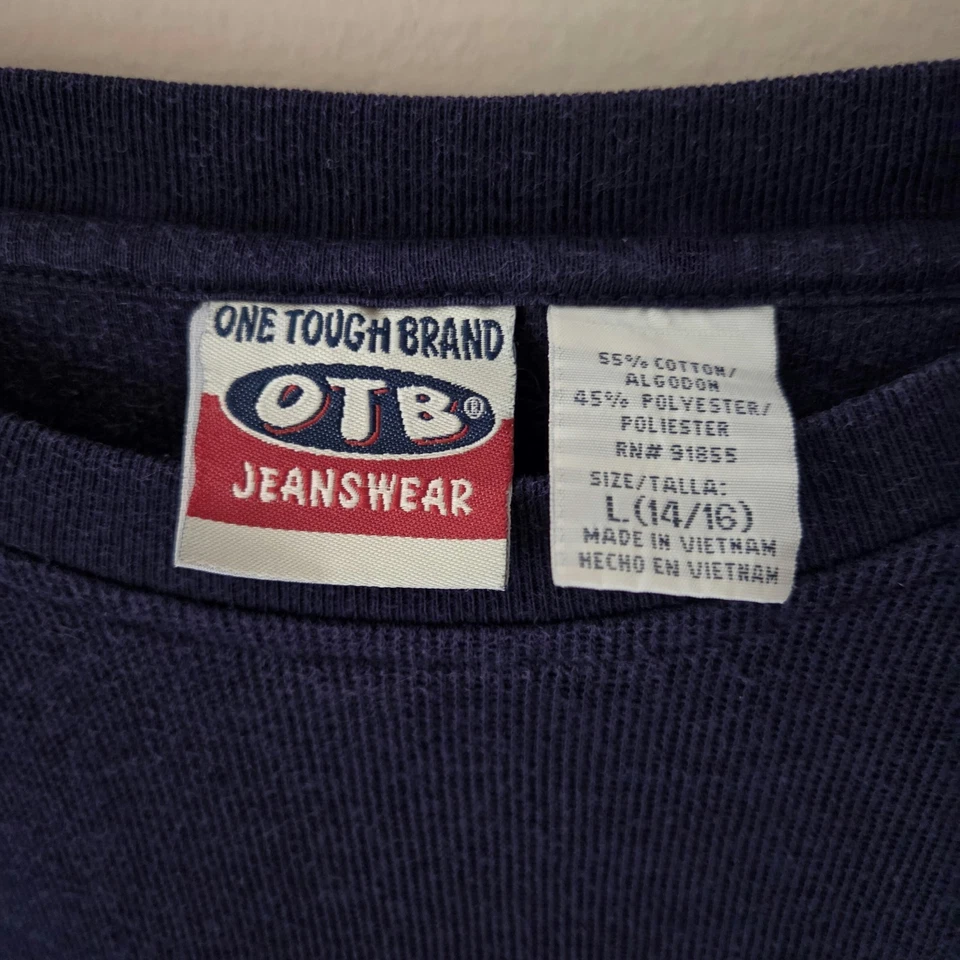 ONE TOUGH BRAND
OTB®
JEANSWEAR
55% COTTON/
ALGODON
45% POLYESTER/
POLIESTER
RN# 91855
SIZE/TALLA:
L (14/16)
MADE IN VIETNAM
HECHO EN VIETNAM